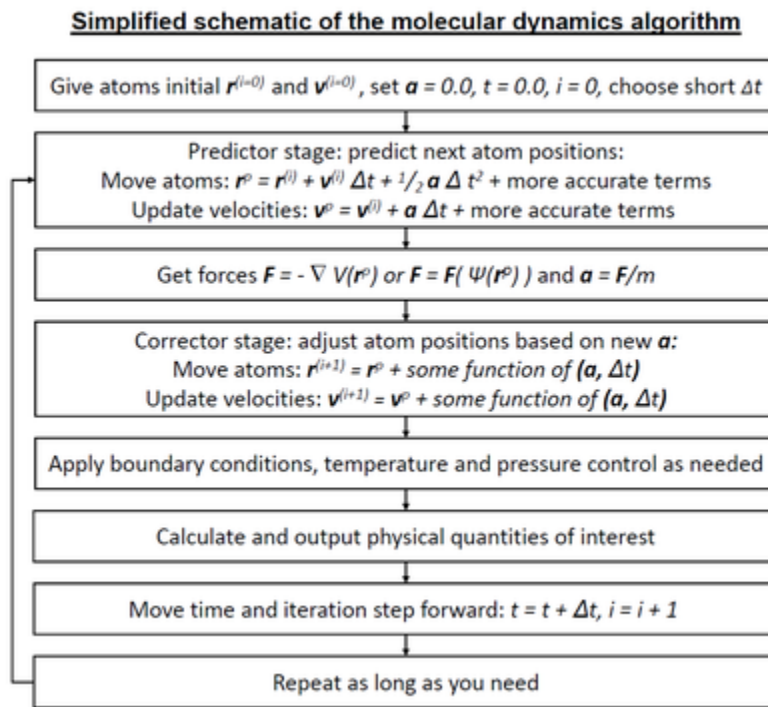 Simplified schematic of the molecular dynamics algorithm
Give atoms initial r⁽ⁱ⁼⁰⁾ and v⁽ⁱ⁼⁰⁾ , set a = 0.0, t = 0.0, i = 0, choose short Δt
Predictor stage: predict next atom positions:
Move atoms: rᵖ = r⁽ⁱ⁾ + v⁽ⁱ⁾ Δt + ¹/₂ a Δ t² + more accurate terms
Update velocities: vᵖ = v⁽ⁱ⁾ + a Δt + more accurate terms
Get forces F = - ∇ V(rᵖ) or F = F( Ψ(rᵖ) ) and a = F/m
Corrector stage: adjust atom positions based on new a:
Move atoms: r⁽ⁱ⁺¹⁾ = rᵖ + some function of (a, Δt)
Update velocities: v⁽ⁱ⁺¹⁾ = vᵖ + some function of (a, Δt)
Apply boundary conditions, temperature and pressure control as needed
Calculate and output physical quantities of interest
Move time and iteration step forward: t = t + Δt, i = i + 1
Repeat as long as you need